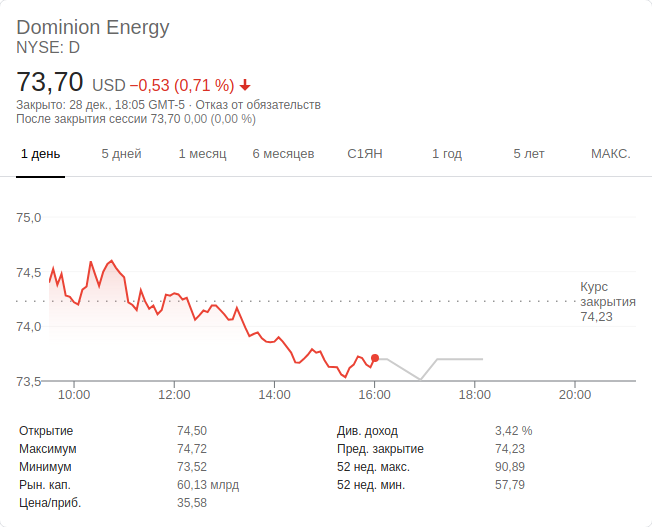 Dominion Energy
NYSE: D
73,70 USD −0,53 (0,71 %)
Закрыто: 28 дек., 18:05 GMT-5 · Отказ от обязательств
После закрытия сессии 73,70 0,00 (0,00 %)
1 день 5 дней 1 месяц 6 месяцев С1ЯН 1 год 5 лет МАКС.
75,0
74,5
Курс
закрытия
74,23
74,0
73,5
10:00 12:00 14:00 16:00 18:00 20:00
Открытие 74,50 Див. доход 3,42 %
Максимум 74,72 Пред. закрытие 74,23
Минимум 73,52 52 нед. макс. 90,89
Рын. кап. 60,13 млрд 52 нед. мин. 57,79
Цена/приб. 35,58